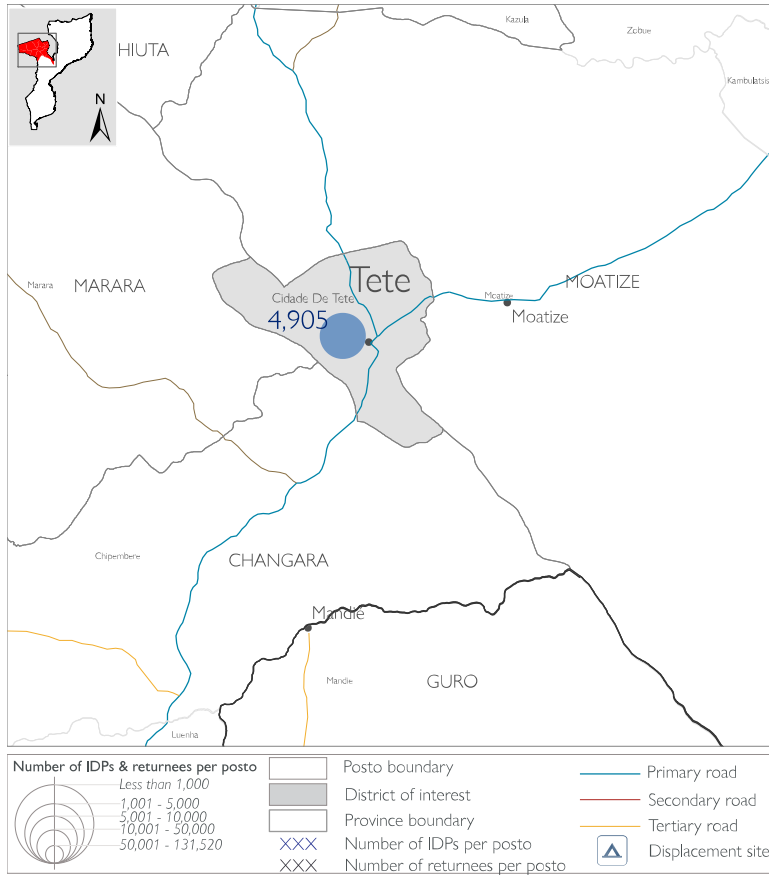 Kazula
Zobue
HIUTA
Kambulatsis
N
Tete
Marara
MARARA
MOATIZE
Cidade De Tete
Moatize
4,905
Moatize
Chipembere
CHANGARA
Mandie
Mandie
GURO
Luenha
Number of IDPs & returnees per posto
Less than 1,000
1,001 - 5,000
5,001 - 10,000
10,001 - 50,000
50,001 - 131,520
Posto boundary
District of interest
Province boundary
XXX Number of IDPs per posto
XXX Number of returnees per posto
Primary road
Secondary road
Tertiary road
Displacement site